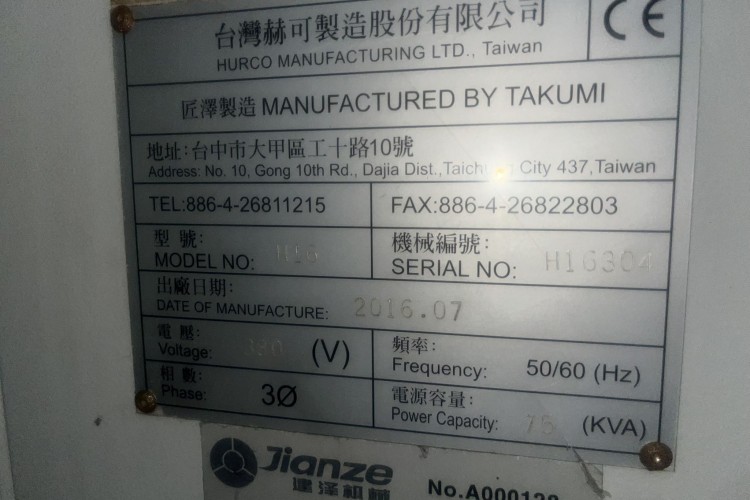 台灣赫可製造股份有限公司
HURCO MANUFACTURING LTD., Taiwan
CE
匠澤製造 MANUFACTURED BY TAKUMI
地址:台中市大甲區工十路10號
Address: No. 10, Gong 10th Rd., Dajia Dist., City 437, Taiwan
TEL:886-4-26811215
FAX:886-4-26822803
型號:
MODEL NO: H16
機械編號:
SERIAL NO: H16304
出廠日期:
DATE OF MANUFACTURE: 2016.07
電壓:
Voltage: (V)
頻率:
Frequency: 50/60 (Hz)
相數:
Phase: 3Ø
電源容量:
Power Capacity: (KVA)
Jianze
建泽机械